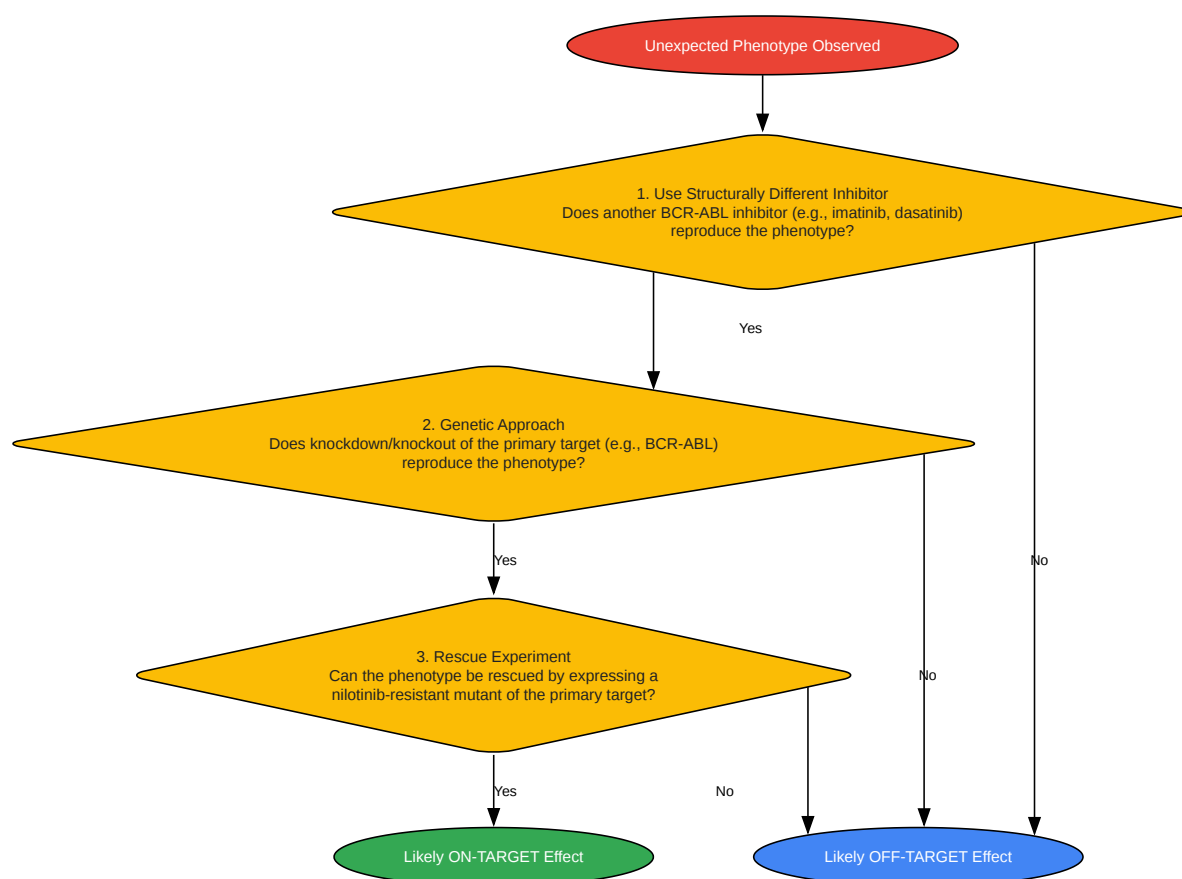 Unexpected Phenotype Observed
1. Use Structurally Different Inhibitor
Does another BCR-ABL inhibitor (e.g., imatinib, dasatinib)
reproduce the phenotype?
Yes
2. Genetic Approach
Does knockdown/knockout of the primary target (e.g., BCR-ABL)
reproduce the phenotype?
Yes
No
3. Rescue Experiment
Can the phenotype be rescued by expressing a
nilotinib-resistant mutant of the primary target?
No
Yes
No
Likely ON-TARGET Effect
Likely OFF-TARGET Effect